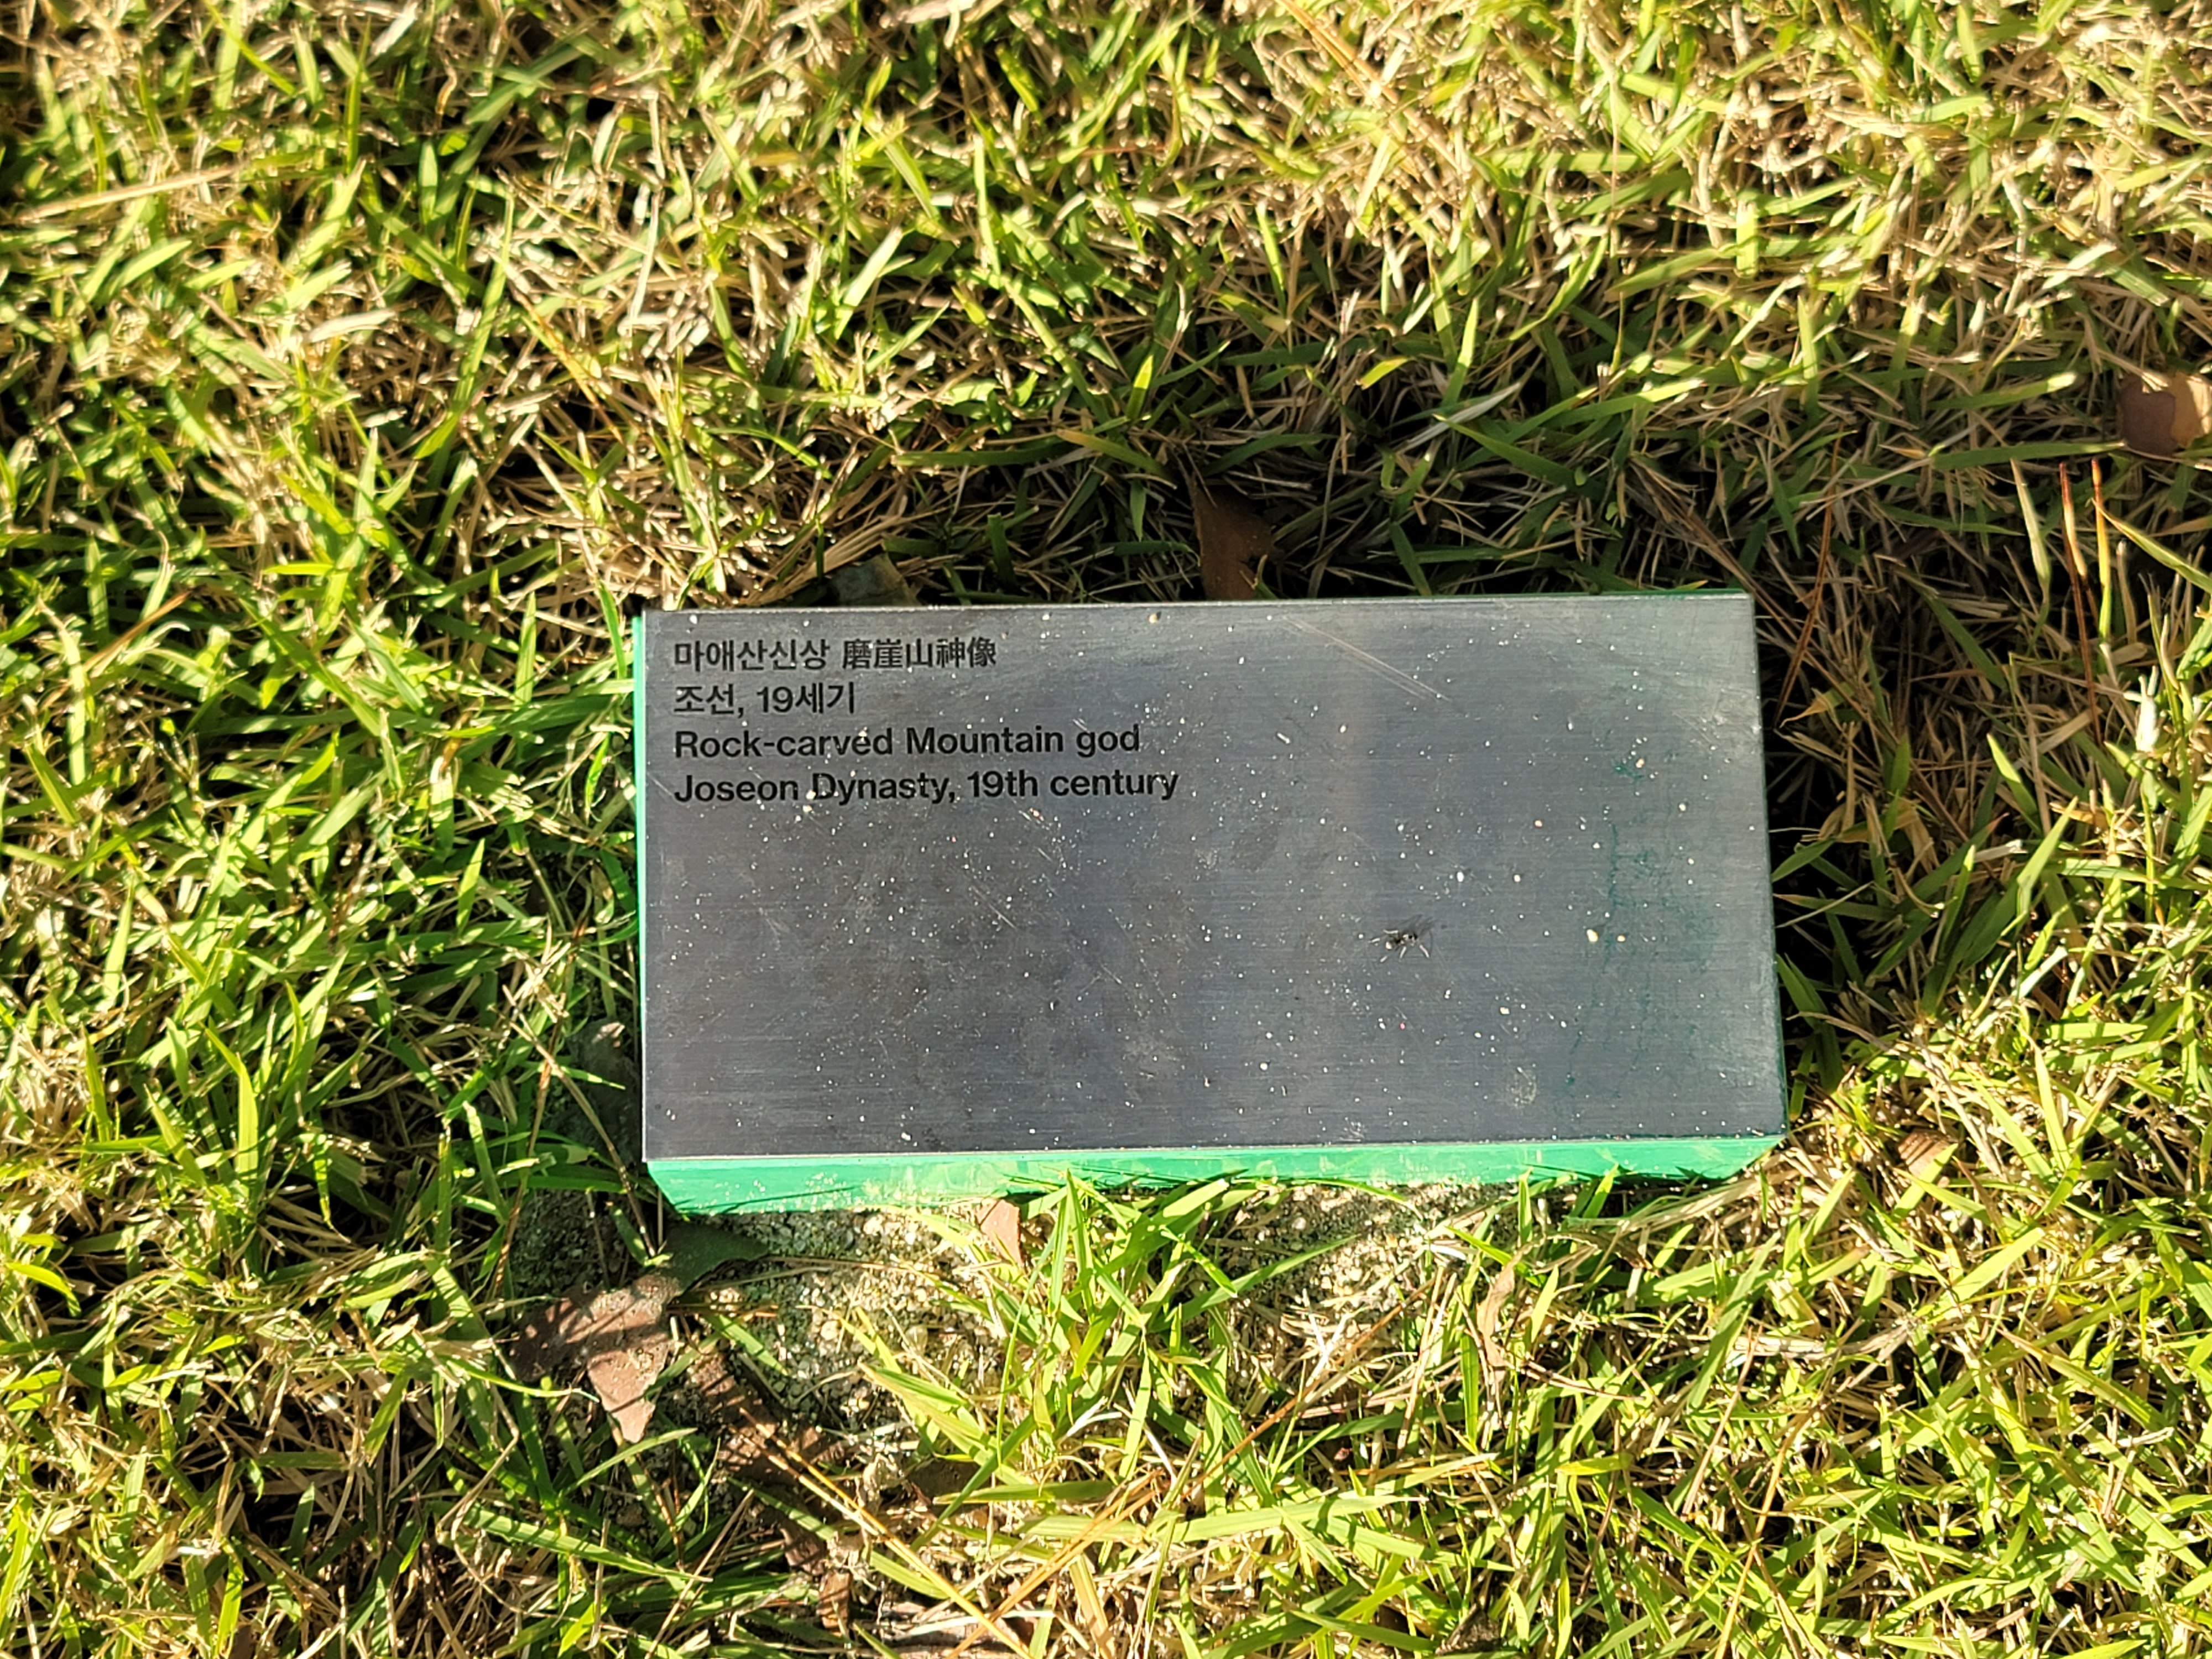 마애산신상 磨崖山神像
조선, 19세기
Rock-carved Mountain god
Joseon Dynasty, 19th century